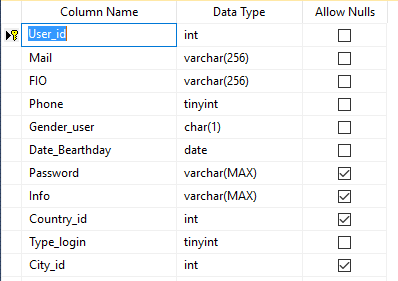 Column Name Data Type Allow Nulls
User_id int
Mail varchar(256)
FIO varchar(256)
Phone tinyint
Gender_user char(1)
Date_Bearthday date
Password varchar(MAX)
Info varchar(MAX)
Country_id int
Type_login tinyint
City_id int